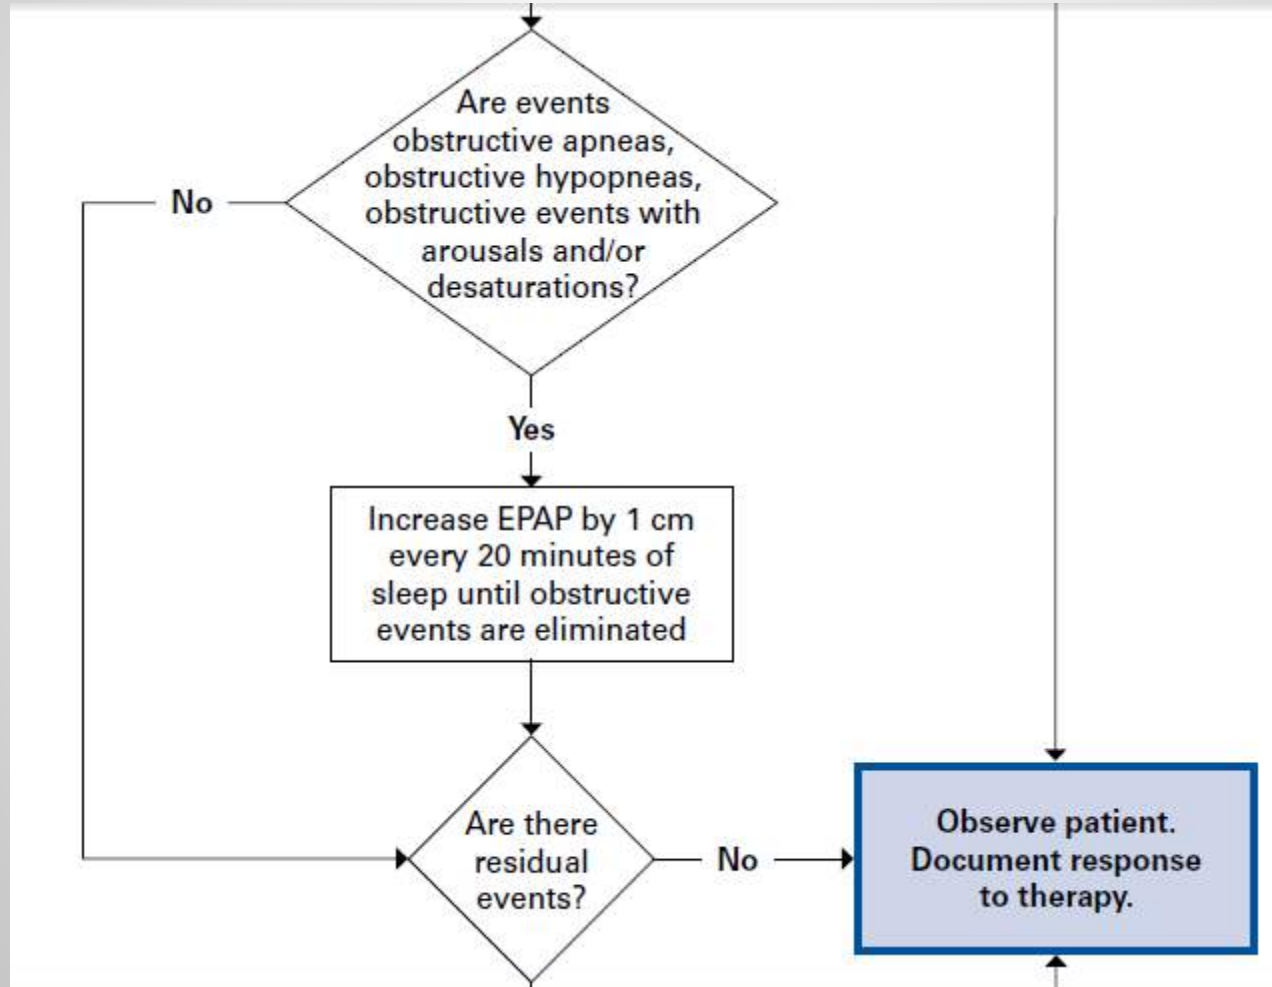 Are events
obstructive apneas,
obstructive hypopneas,
obstructive events with
arousals and/or
desaturations?
No
Yes
Increase EPAP by 1 cm
every 20 minutes of
sleep until obstructive
events are eliminated
Are there
residual
events?
No
Observe patient.
Document response
to therapy.